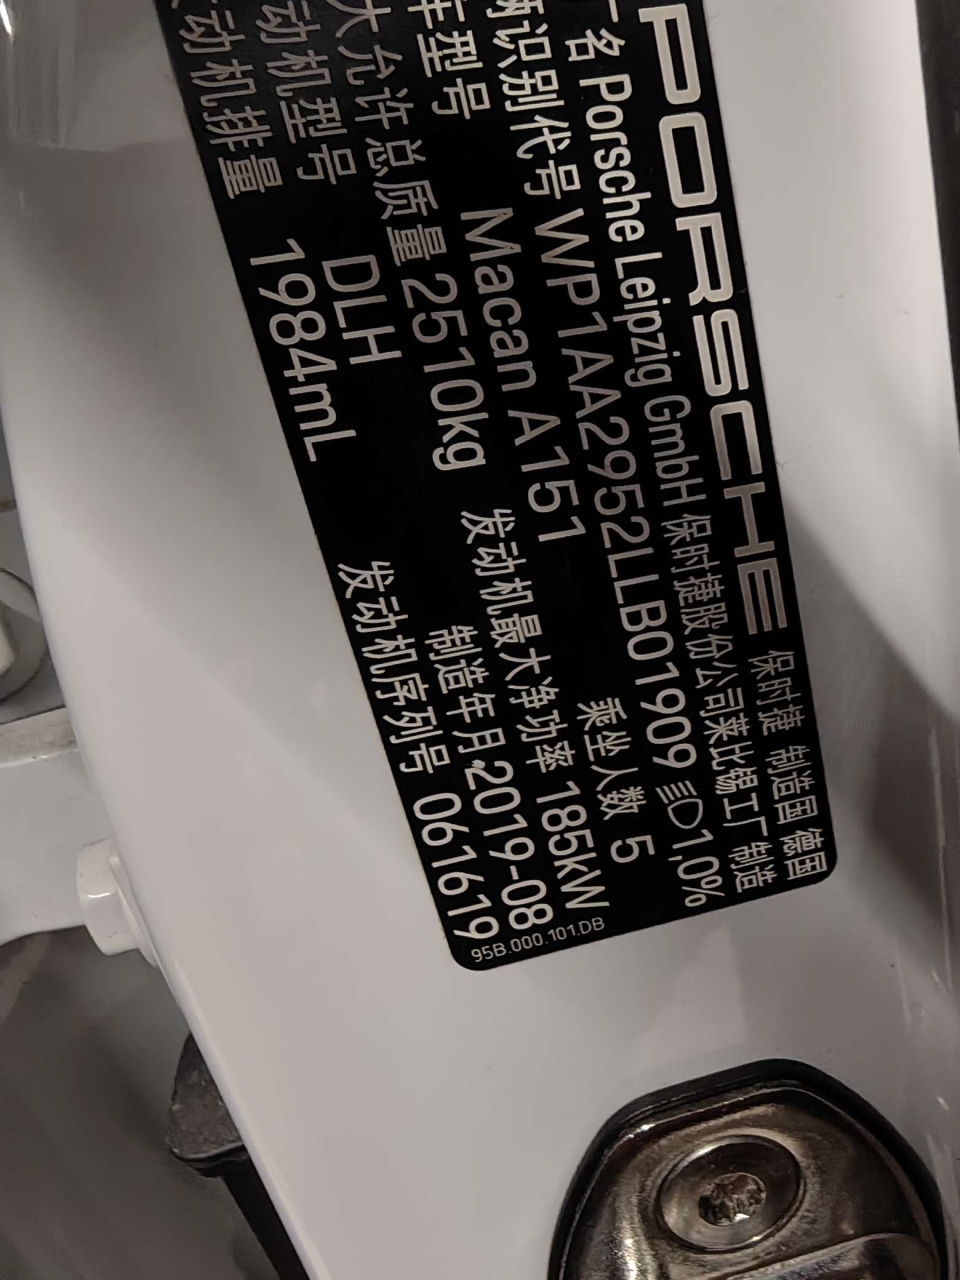 PORSCHE 保时捷 制造国 德国
名 Porsche Leipzig GmbH 保时捷股份公司莱比锡工厂 制造
辆识别代号 WP1AA2952LLB01909 1,0%
车型号 Macan A151 乘坐人数 5
大允许总质量 2510kg 发动机最大净功率 185kW
动机型号 DLH 制造年月 2019-08
动机排量 1984mL 发动机序列号 061619
95B.000.101.DB